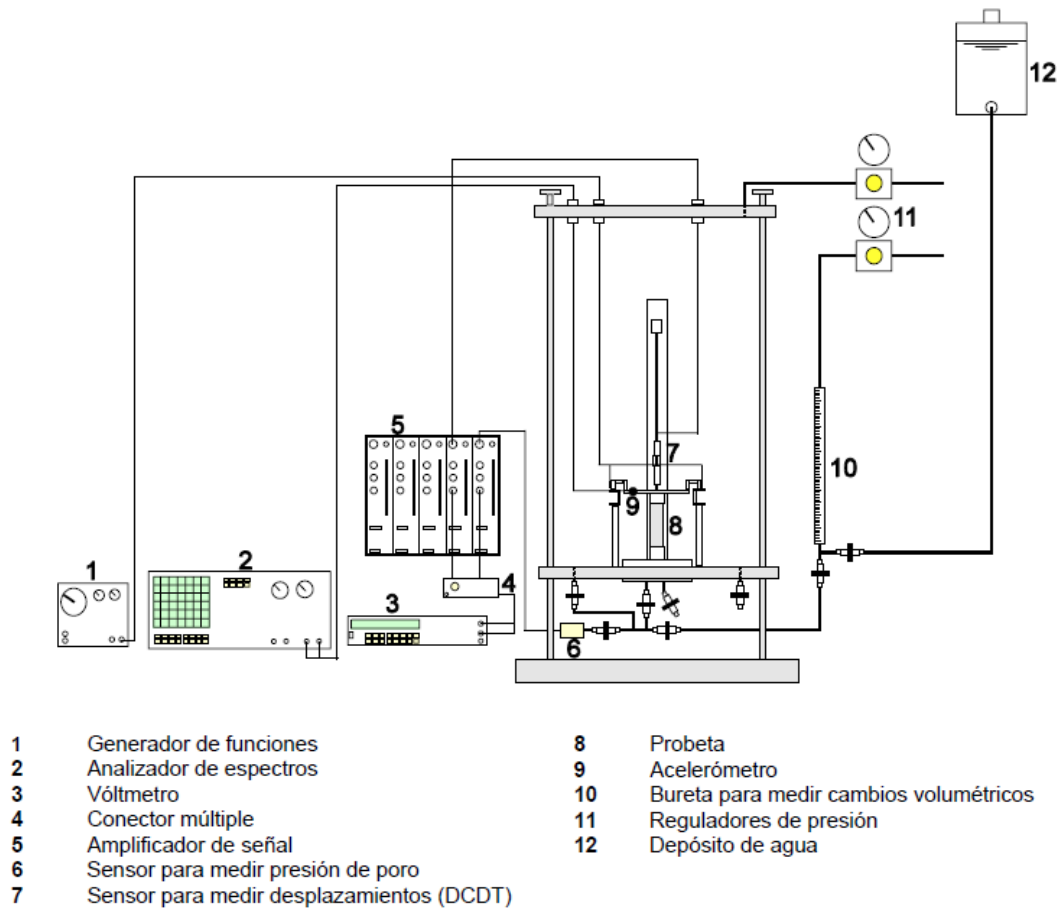 12
11
5
7
10
9
8
1
2
3
4
6
1 Generador de funciones
2 Analizador de espectros
3 Vóltmetro
4 Conector múltiple
5 Amplificador de señal
6 Sensor para medir presión de poro
7 Sensor para medir desplazamientos (DCDT)
8 Probeta
9 Acelerómetro
10 Bureta para medir cambios volumétricos
11 Reguladores de presión
12 Depósito de agua